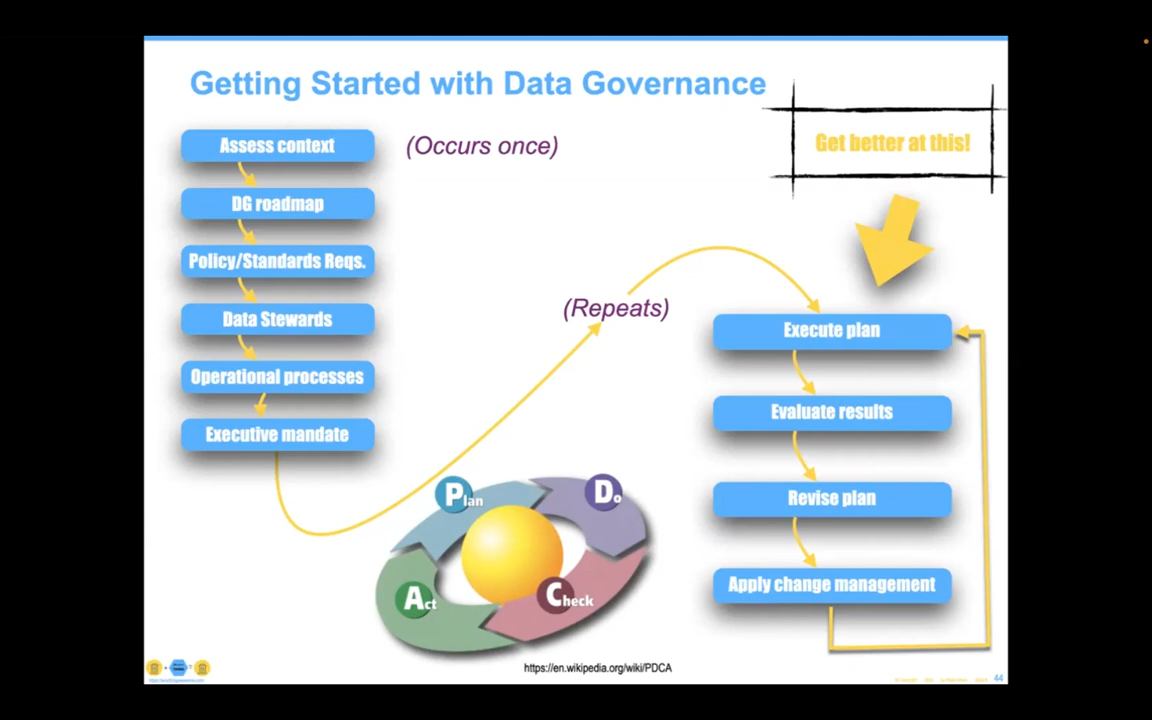 Getting Started with Data Governance
Assess context
(Occurs once)
Get better at this!
DG roadmap
Policy/Standards Reqs.
Data Stewards
Operational processes
Executive mandate
(Repeats)
Execute plan
Evaluate results
Revise plan
Apply change management
Plan
Do
Check
Act
https://en.wikipedia.org/wiki/PDCA
44